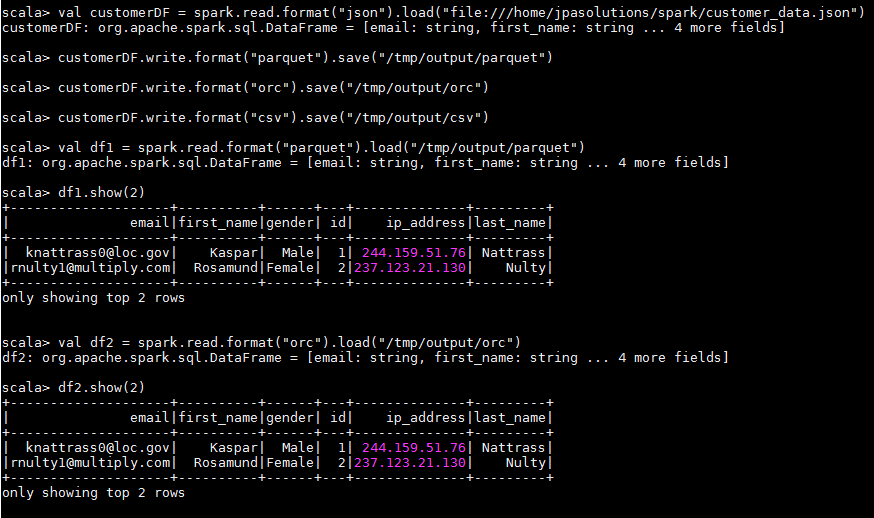 scala> val customerDF = spark.read.format("json").load("file:///home/jpasolutions/spark/customer_data.json")
customerDF: org.apache.spark.sql.DataFrame = [email: string, first_name: string ... 4 more fields]
scala> customerDF.write.format("parquet").save("/tmp/output/parquet")
scala> customerDF.write.format("orc").save("/tmp/output/orc")
scala> customerDF.write.format("csv").save("/tmp/output/csv")
scala> val df1 = spark.read.format("parquet").load("/tmp/output/parquet")
df1: org.apache.spark.sql.DataFrame = [email: string, first_name: string ... 4 more fields]
scala> df1.show(2)
+--------------------+----------+------+---+--------------+---------+
|               email|first_name|gender| id|    ip_address|last_name|
+--------------------+----------+------+---+--------------+---------+
|  knattrass0@loc.gov|    Kaspar|  Male|  1| 244.159.51.76| Nattrass|
|rnulty1@multiply.com|  Rosamund|Female|  2|237.123.21.130|    Nulty|
+--------------------+----------+------+---+--------------+---------+
only showing top 2 rows
scala> val df2 = spark.read.format("orc").load("/tmp/output/orc")
df2: org.apache.spark.sql.DataFrame = [email: string, first_name: string ... 4 more fields]
scala> df2.show(2)
+--------------------+----------+------+---+--------------+---------+
|               email|first_name|gender| id|    ip_address|last_name|
+--------------------+----------+------+---+--------------+---------+
|  knattrass0@loc.gov|    Kaspar|  Male|  1| 244.159.51.76| Nattrass|
|rnulty1@multiply.com|  Rosamund|Female|  2|237.123.21.130|    Nulty|
+--------------------+----------+------+---+--------------+---------+
only showing top 2 rows